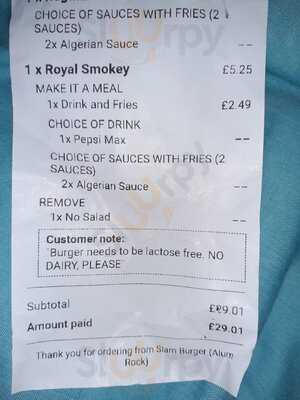 CHOICE OF SAUCES WITH FRIES (2
SAUCES)
2x Algerian Sauce --
1 x Royal Smokey £5.25
MAKE IT A MEAL
1x Drink and Fries £2.49
CHOICE OF DRINK
1x Pepsi Max --
CHOICE OF SAUCES WITH FRIES (2
SAUCES)
2x Algerian Sauce --
REMOVE
1x No Salad --
Customer note:
"Burger needs to be lactose free. NO
DAIRY, PLEASE"
Subtotal £29.01
Amount paid £29.01
Thank you for ordering from Slam Burger (Alum
Rock)